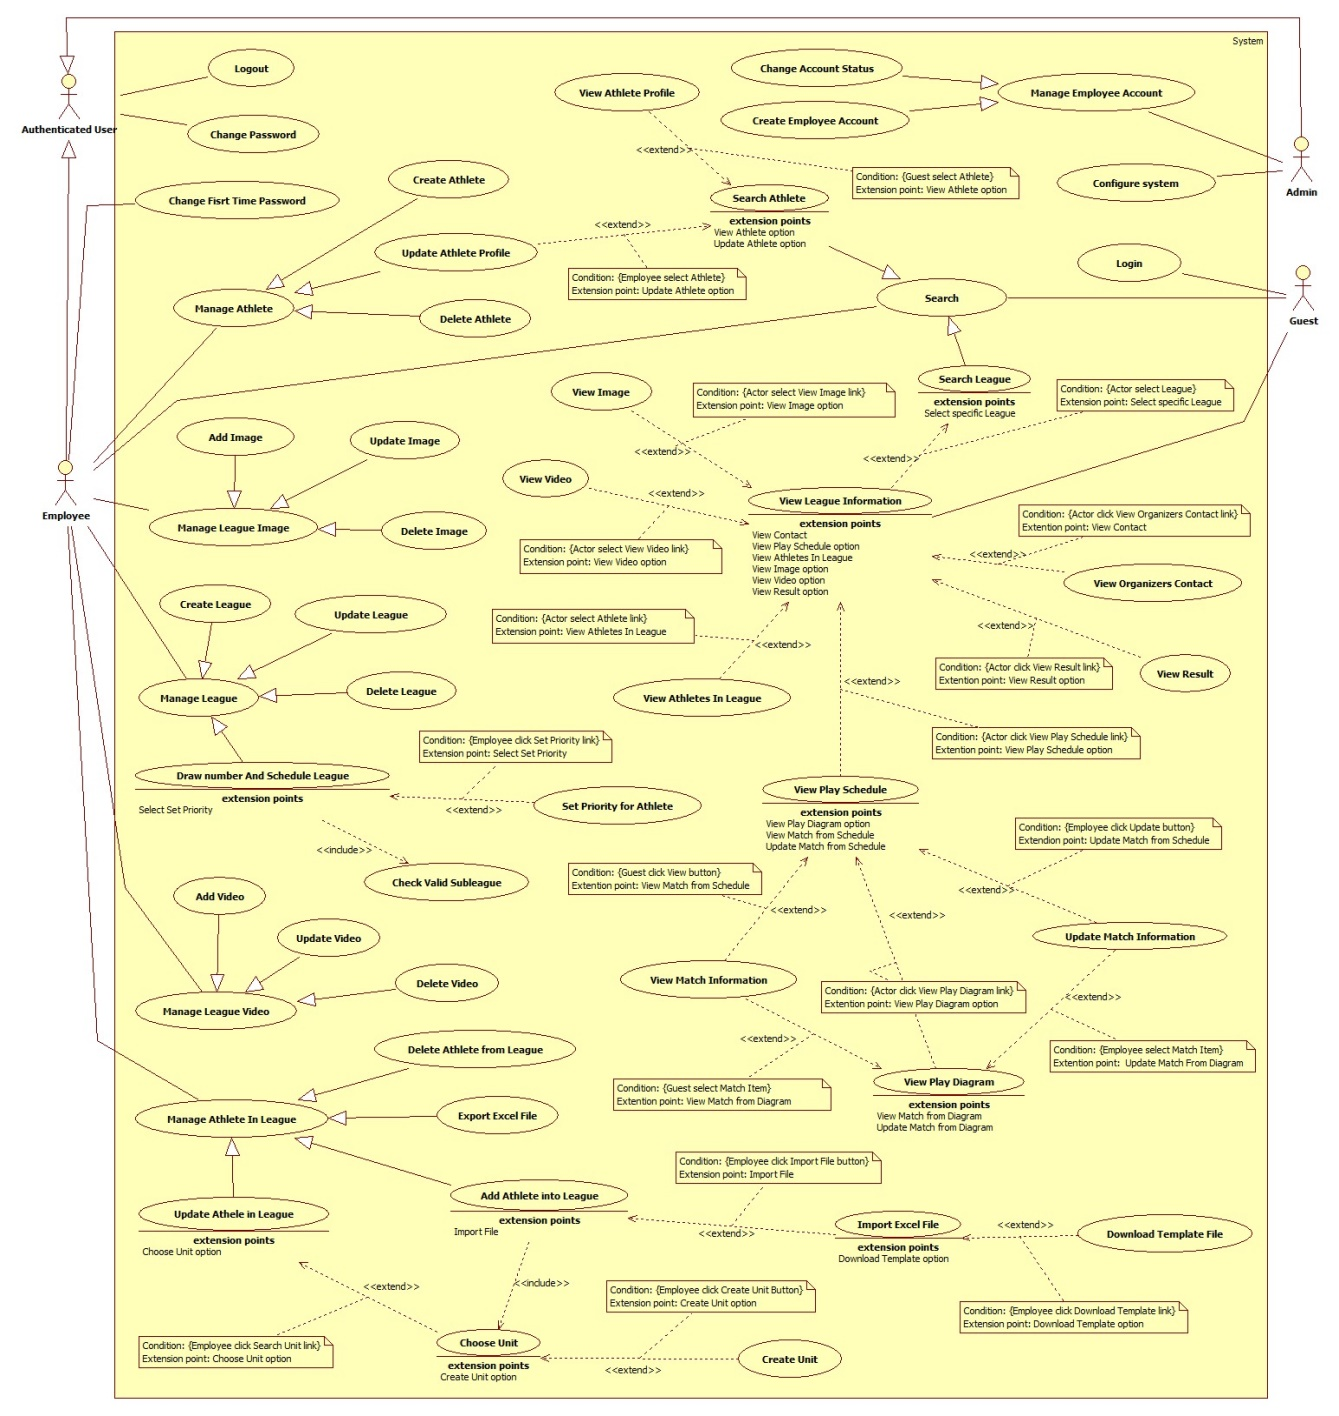 System
Logout
Change Account Status
View Athlete Profile
Manage Employee Account
Create Employee Account
Authenticated User
Change Password
<<extend>>
Condition: {Guest select Athlete}
Extension point: View Athlete option
Create Athlete
Configure system
Admin
Change Fisrt Time Password
Search Athlete
extension points
View Athlete option
Update Athlete option
<<extend>>
Update Athlete Profile
Login
Condition: {Employee select Athlete}
Extension point: Update Athlete option
Manage Athlete
Search
Delete Athlete
Guest
Search League
extension points
Select specific League
View Image
Condition: {Actor select View Image link}
Extension point: View Image option
Condition: {Actor select League}
Extension point: Select specific League
Add Image
Update Image
<<extend>>
<<extend>>
View Video
<<extend>>
View League Information
extension points
View Contact
View Play Schedule option
View Athletes In League
View Image option
View Video option
View Result option
Employee
Manage League Image
Delete Image
Condition: {Actor click View Organizers Contact link}
Extention point: View Contact
Condition: {Actor select View Video link}
Extension point: View Video option
<<extend>>
View Organizers Contact
Create League
Update League
Condition: {Actor select Athlete link}
Extension point: View Athletes In League
<<extend>>
<<extend>>
Condition: {Actor click View Result link}
Extention point: View Result option
View Result
Manage League
Delete League
View Athletes In League
<<extend>>
Condition: {Employee click Set Priority link}
Extension point: Select Set Priority
Condition: {Actor click View Play Schedule link}
Extention point: View Play Schedule option
Draw number And Schedule League
extension points
Select Set Priority
<<extend>>
Set Priority for Athlete
View Play Schedule
extension points
View Play Diagram option
View Match from Schedule
Update Match from Schedule
Condition: {Employee click Update button}
Extendion point: Update Match from Schedule
<<include>>
Check Valid Subleague
Condition: {Guest click View button}
Extention point: View Match from Schedule
<<extend>>
Add Video
<<extend>>
<<extend>>
Update Video
Update Match Information
Delete Video
View Match Information
Condition: {Actor click View Play Diagram link}
Extention point: View Play Diagram option
<<extend>>
Manage League Video
<<extend>>
Delete Athlete from League
Condition: {Employee select Match Item}
Extention point:  Update Match From Diagram
Condition: {Guest select Match Item}
Extention point: View Match from Diagram
View Play Diagram
extension points
View Match from Diagram
Update Match from Diagram
Manage Athlete In League
Export Excel File
Condition: {Employee click Import File button}
Extension point: Import File
Add Athlete into League
extension points
Import File
Update Athele in League
extension points
Choose Unit option
<<extend>>
Import Excel File
extension points
Download Template option
<<extend>>
Download Template File
<<extend>>
<<include>>
Condition: {Employee click Create Unit Button}
Extension point: Create Unit option
Condition: {Employee click Download Template link}
Extension point: Download Template option
Condition: {Employee click Search Unit link}
Extension point: Choose Unit option
Choose Unit
extension points
Create Unit option
<<extend>>
Create Unit